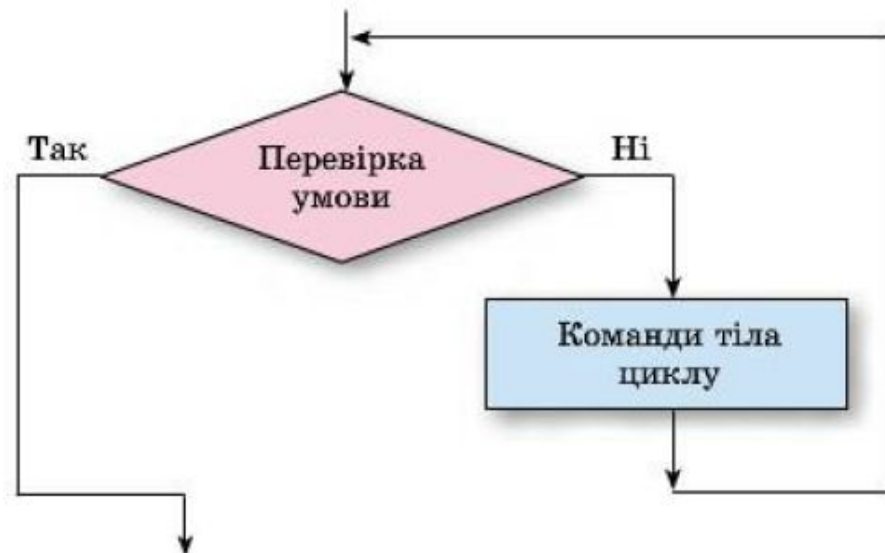 Так
Перевірка
умови
Ні
Команди тіла
циклу